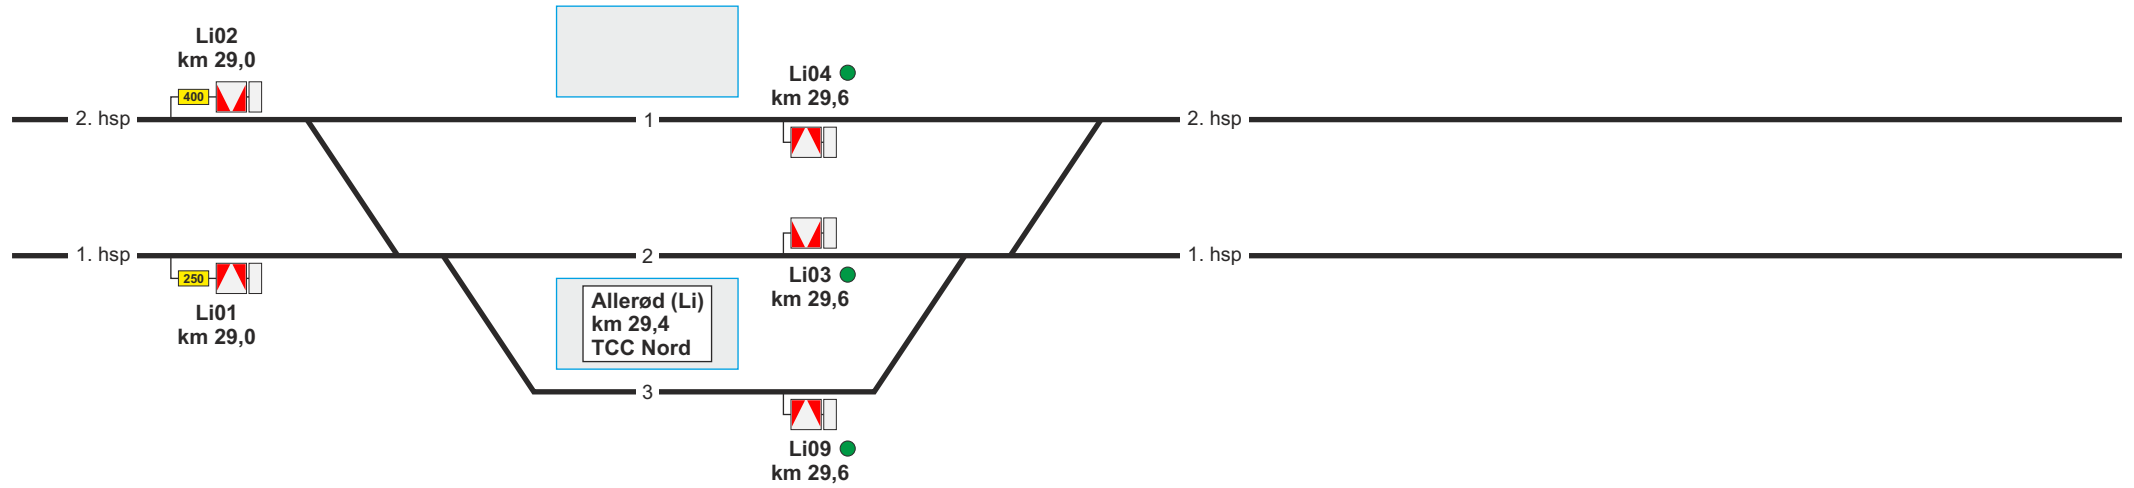 Li02
km 29,0
400
Li04
km 29,6
2. hsp
1
2. hsp
1. hsp
2
1. hsp
250
Li01
km 29,0
Li03
km 29,6
Allerød (Li)
km 29,4
TCC Nord
3
Li09
km 29,6